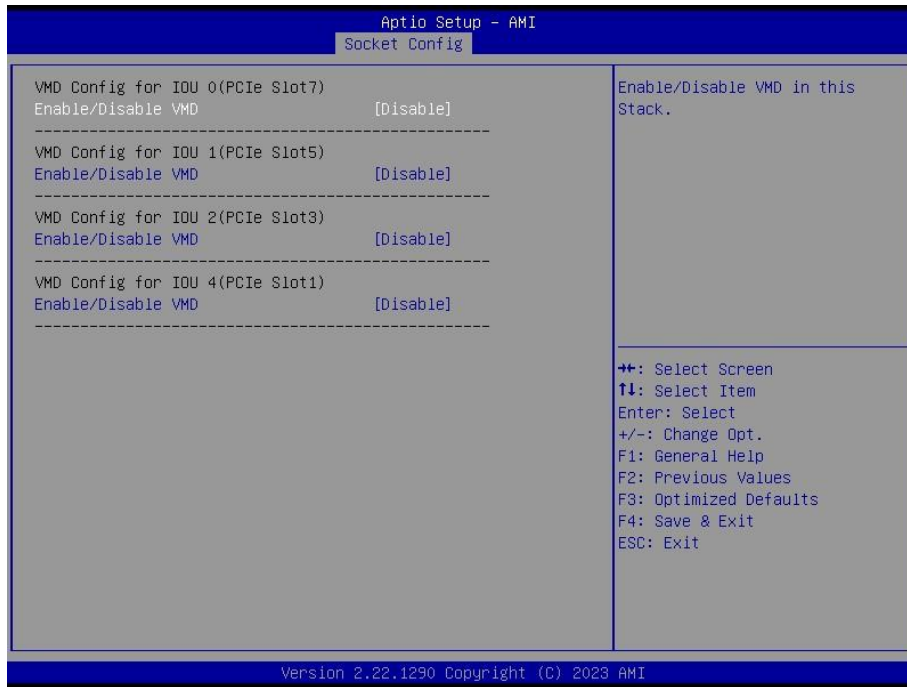 Aptio Setup - AMI
Socket Config
VMD Config for IOU 0(PCIe Slot7)
Enable/Disable VMD [Disable]
--------------------------------------------------
VMD Config for IOU 1(PCIe Slot5)
Enable/Disable VMD [Disable]
--------------------------------------------------
VMD Config for IOU 2(PCIe Slot3)
Enable/Disable VMD [Disable]
--------------------------------------------------
VMD Config for IOU 4(PCIe Slot1)
Enable/Disable VMD [Disable]
--------------------------------------------------
Enable/Disable VMD in this
Stack.
→←: Select Screen
↑↓: Select Item
Enter: Select
+/-: Change Opt.
F1: General Help
F2: Previous Values
F3: Optimized Defaults
F4: Save & Exit
ESC: Exit
Version 2.22.1290 Copyright (C) 2023 AMI